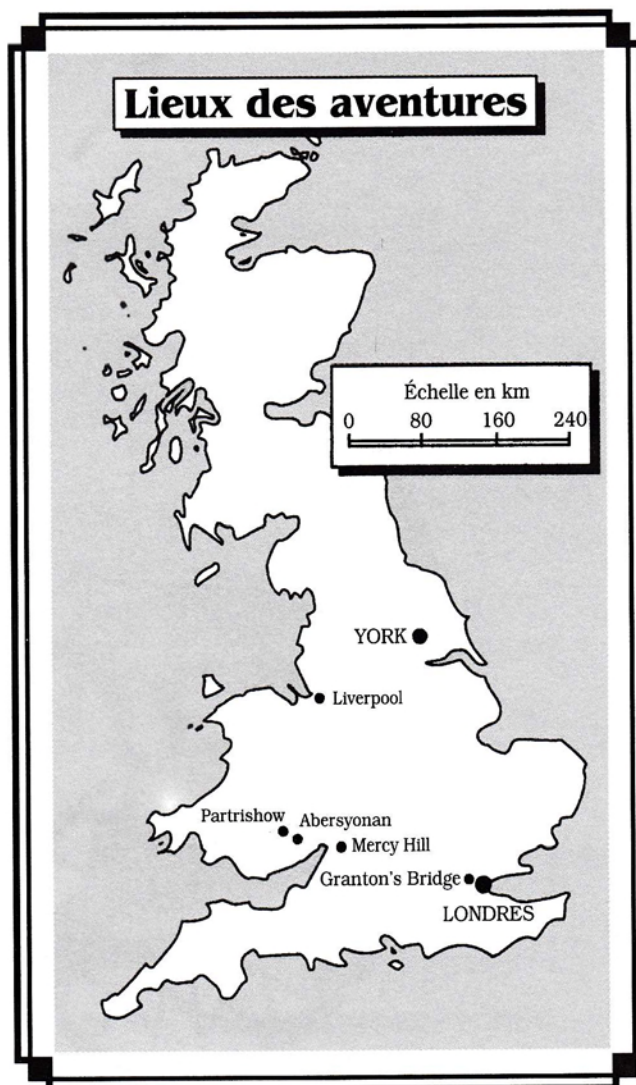 Lieux des aventures
Échelle en km
0 80 160 240
YORK
Liverpool
Partrishow
Abersyonan
Mercy Hill
Granton's Bridge
LONDRES